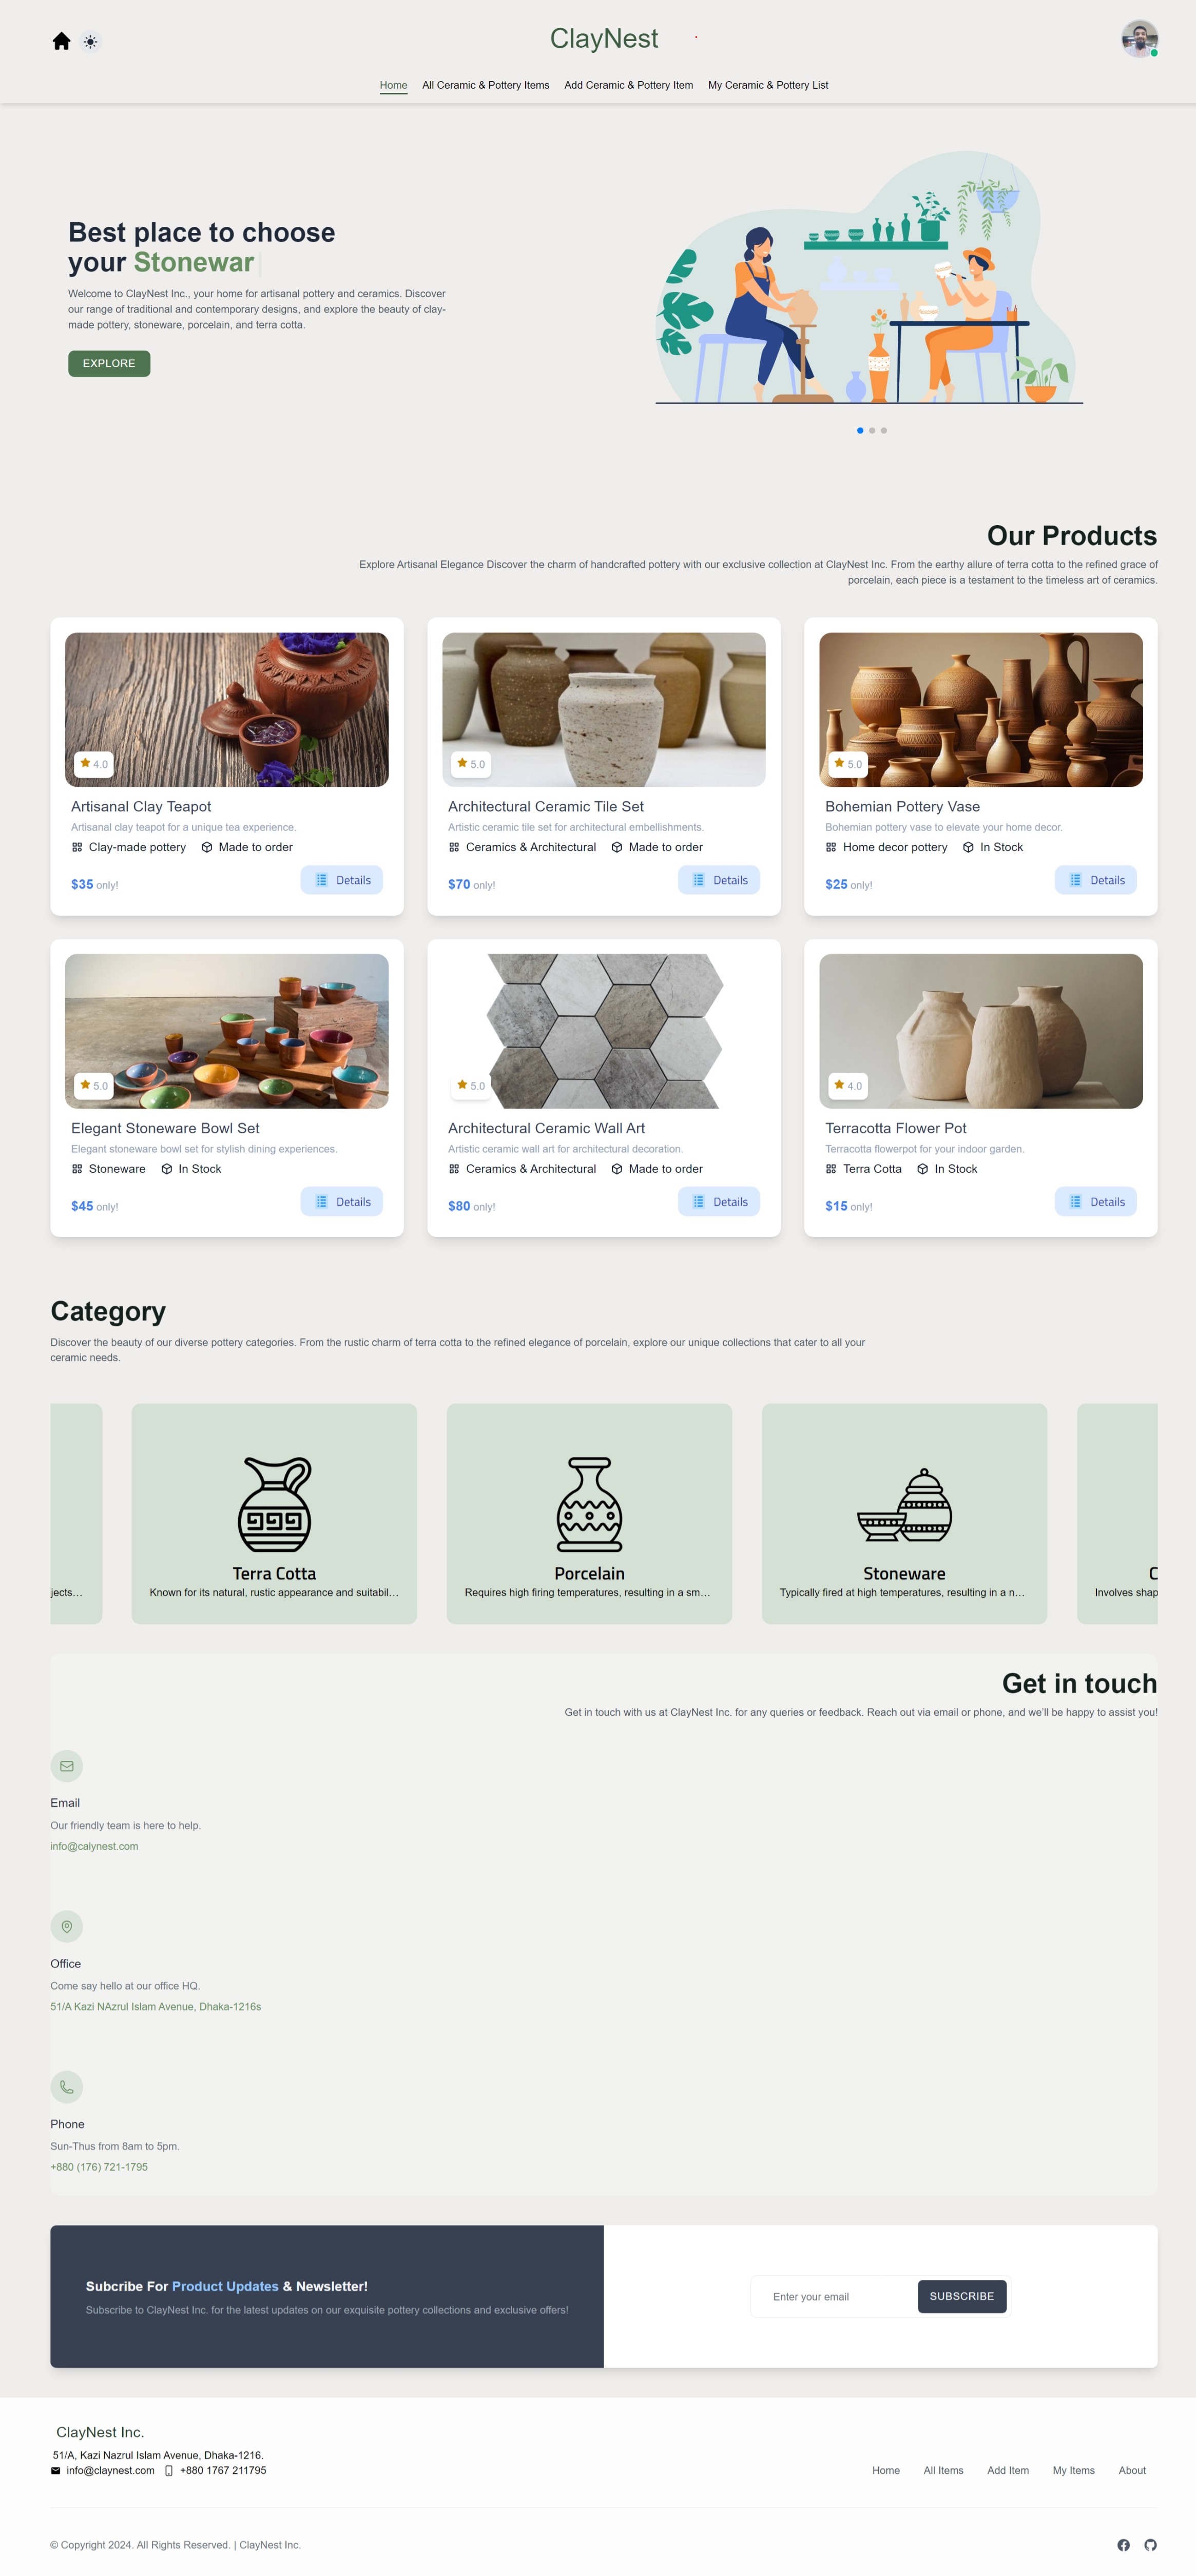 ClayNest
Home All Ceramic & Pottery Items Add Ceramic & Pottery Item My Ceramic & Pottery List
Best place to choose
your Stonewar
Welcome to ClayNest Inc., your home for artisanal pottery and ceramics. Discover
our range of traditional and contemporary designs, and explore the beauty of clay-
made pottery, stoneware, porcelain, and terra cotta.
EXPLORE
Our Products
Explore Artisanal Elegance Discover the charm of handcrafted pottery with our exclusive collection at ClayNest Inc. From the earthy allure of terra cotta to the refined grace of
porcelain, each piece is a testament to the timeless art of ceramics.
4.0
Artisanal Clay Teapot
Artisanal clay teapot for a unique tea experience.
Clay-made pottery Made to order
$35 only! Details
5.0
Architectural Ceramic Tile Set
Artistic ceramic tile set for architectural embellishments.
Ceramics & Architectural Made to order
$70 only! Details
5.0
Bohemian Pottery Vase
Bohemian pottery vase to elevate your home decor.
Home decor pottery In Stock
$25 only! Details
5.0
Elegant Stoneware Bowl Set
Elegant stoneware bowl set for stylish dining experiences.
Stoneware In Stock
$45 only! Details
5.0
Architectural Ceramic Wall Art
Artistic ceramic wall art for architectural decoration.
Ceramics & Architectural Made to order
$80 only! Details
4.0
Terracotta Flower Pot
Terracotta flowerpot for your indoor garden.
Terra Cotta In Stock
$15 only! Details
Category
Discover the beauty of our diverse pottery categories. From the rustic charm of terra cotta to the refined elegance of porcelain, explore our unique collections that cater to all your
ceramic needs.
jects...
Terra Cotta
Known for its natural, rustic appearance and suitabil...
Porcelain
Requires high firing temperatures, resulting in a sm...
Stoneware
Typically fired at high temperatures, resulting in a n...
C
Involves shap
Get in touch
Get in touch with us at ClayNest Inc. for any queries or feedback. Reach out via email or phone, and we'll be happy to assist you!
Email
Our friendly team is here to help.
info@calynest.com
Office
Come say hello at our office HQ.
51/A Kazi NAzrul Islam Avenue, Dhaka-1216s
Phone
Sun-Thus from 8am to 5pm.
+880 (176) 721-1795
Subcribe For Product Updates & Newsletter!
Subscribe to ClayNest Inc. for the latest updates on our exquisite pottery collections and exclusive offers!
Enter your email SUBSCRIBE
ClayNest Inc.
51/A, Kazi Nazrul Islam Avenue, Dhaka-1216.
info@claynest.com +880 1767 211795
Home All Items Add Item My Items About
© Copyright 2024. All Rights Reserved. | ClayNest Inc.